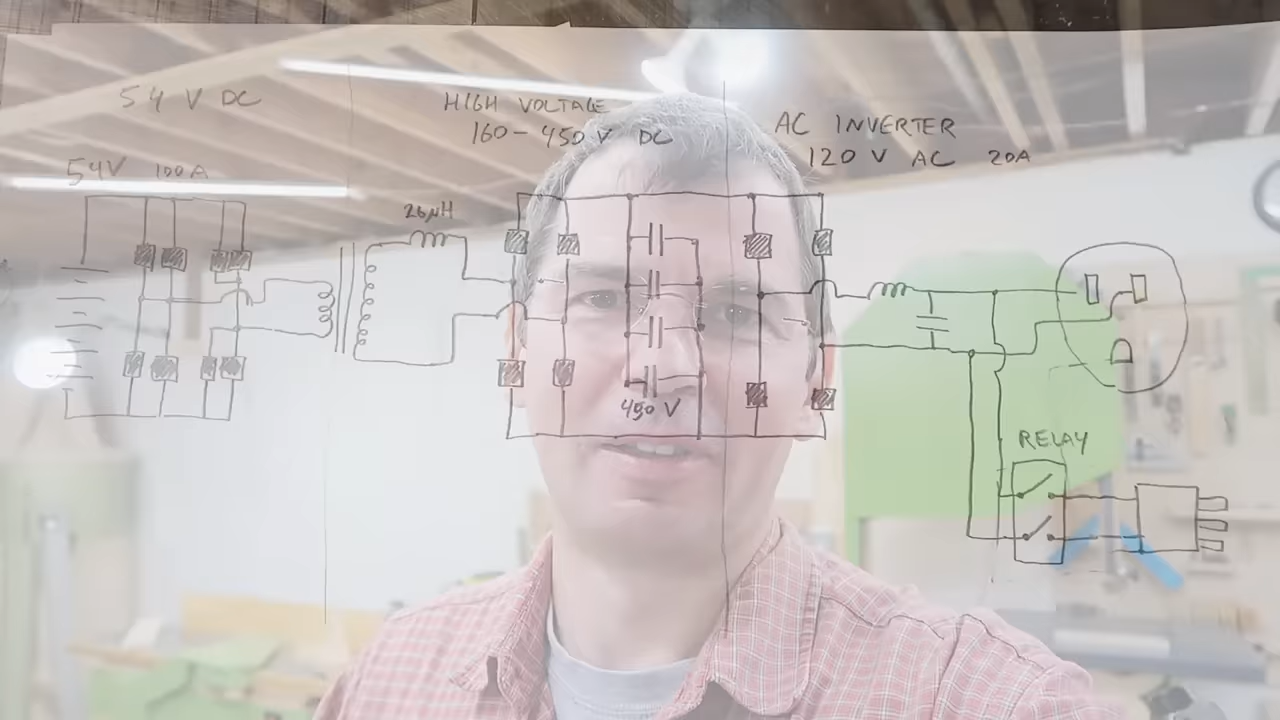 54 V DC
54V 100A
HIGH VOLTAGE
160-450 V DC
26µH
450 V
AC INVERTER
120 V AC 20A
RELAY